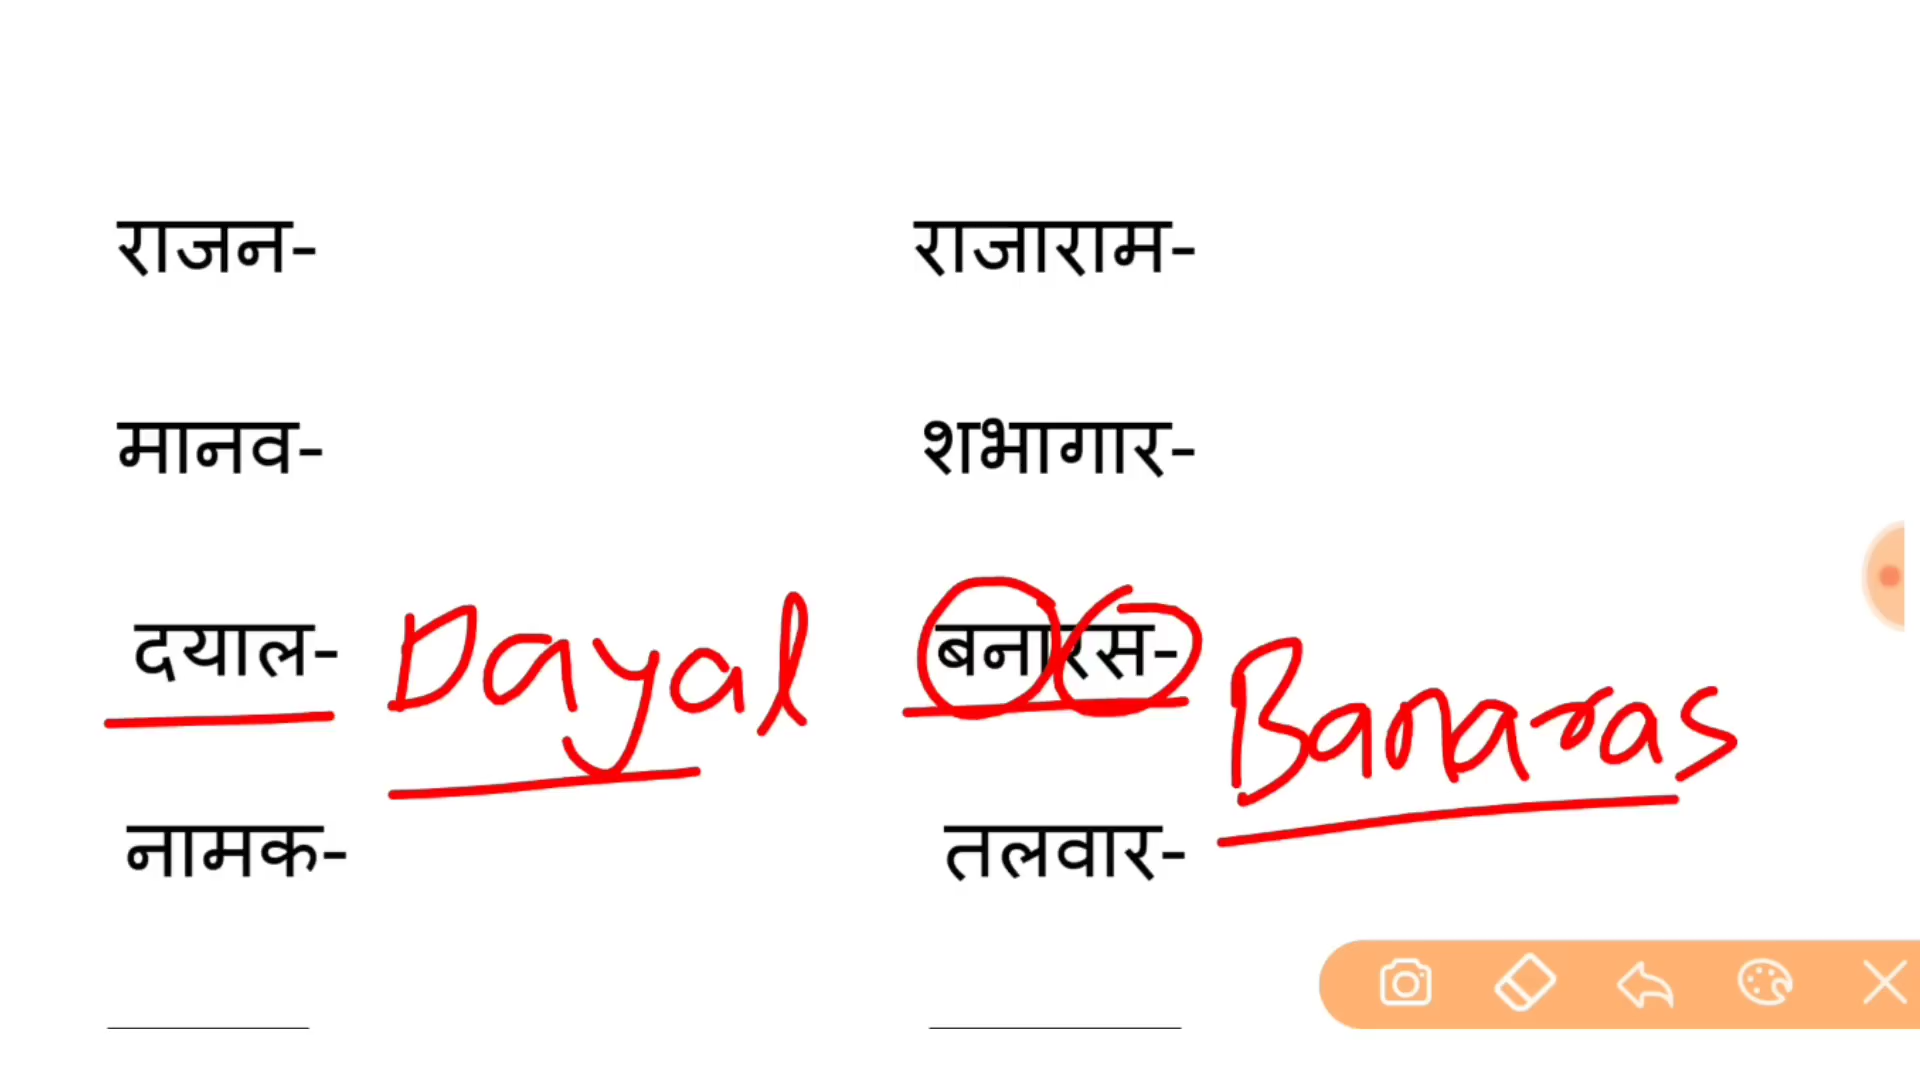 राजन- राजाराम-
मानव- शभागार-
दयाल- Dayal बनारस- Banaras
नामक- तलवार-